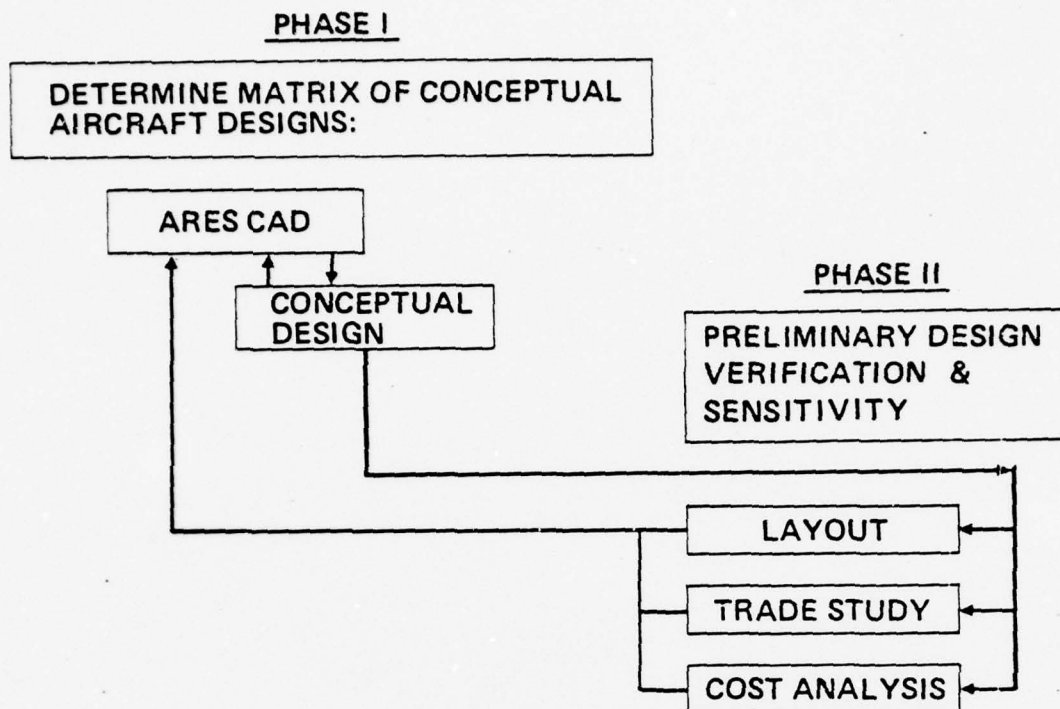 PHASE I
DETERMINE MATRIX OF CONCEPTUAL
AIRCRAFT DESIGNS:
ARES CAD
CONCEPTUAL
DESIGN
PHASE II
PRELIMINARY DESIGN
VERIFICATION &
SENSITIVITY
LAYOUT
TRADE STUDY
COST ANALYSIS